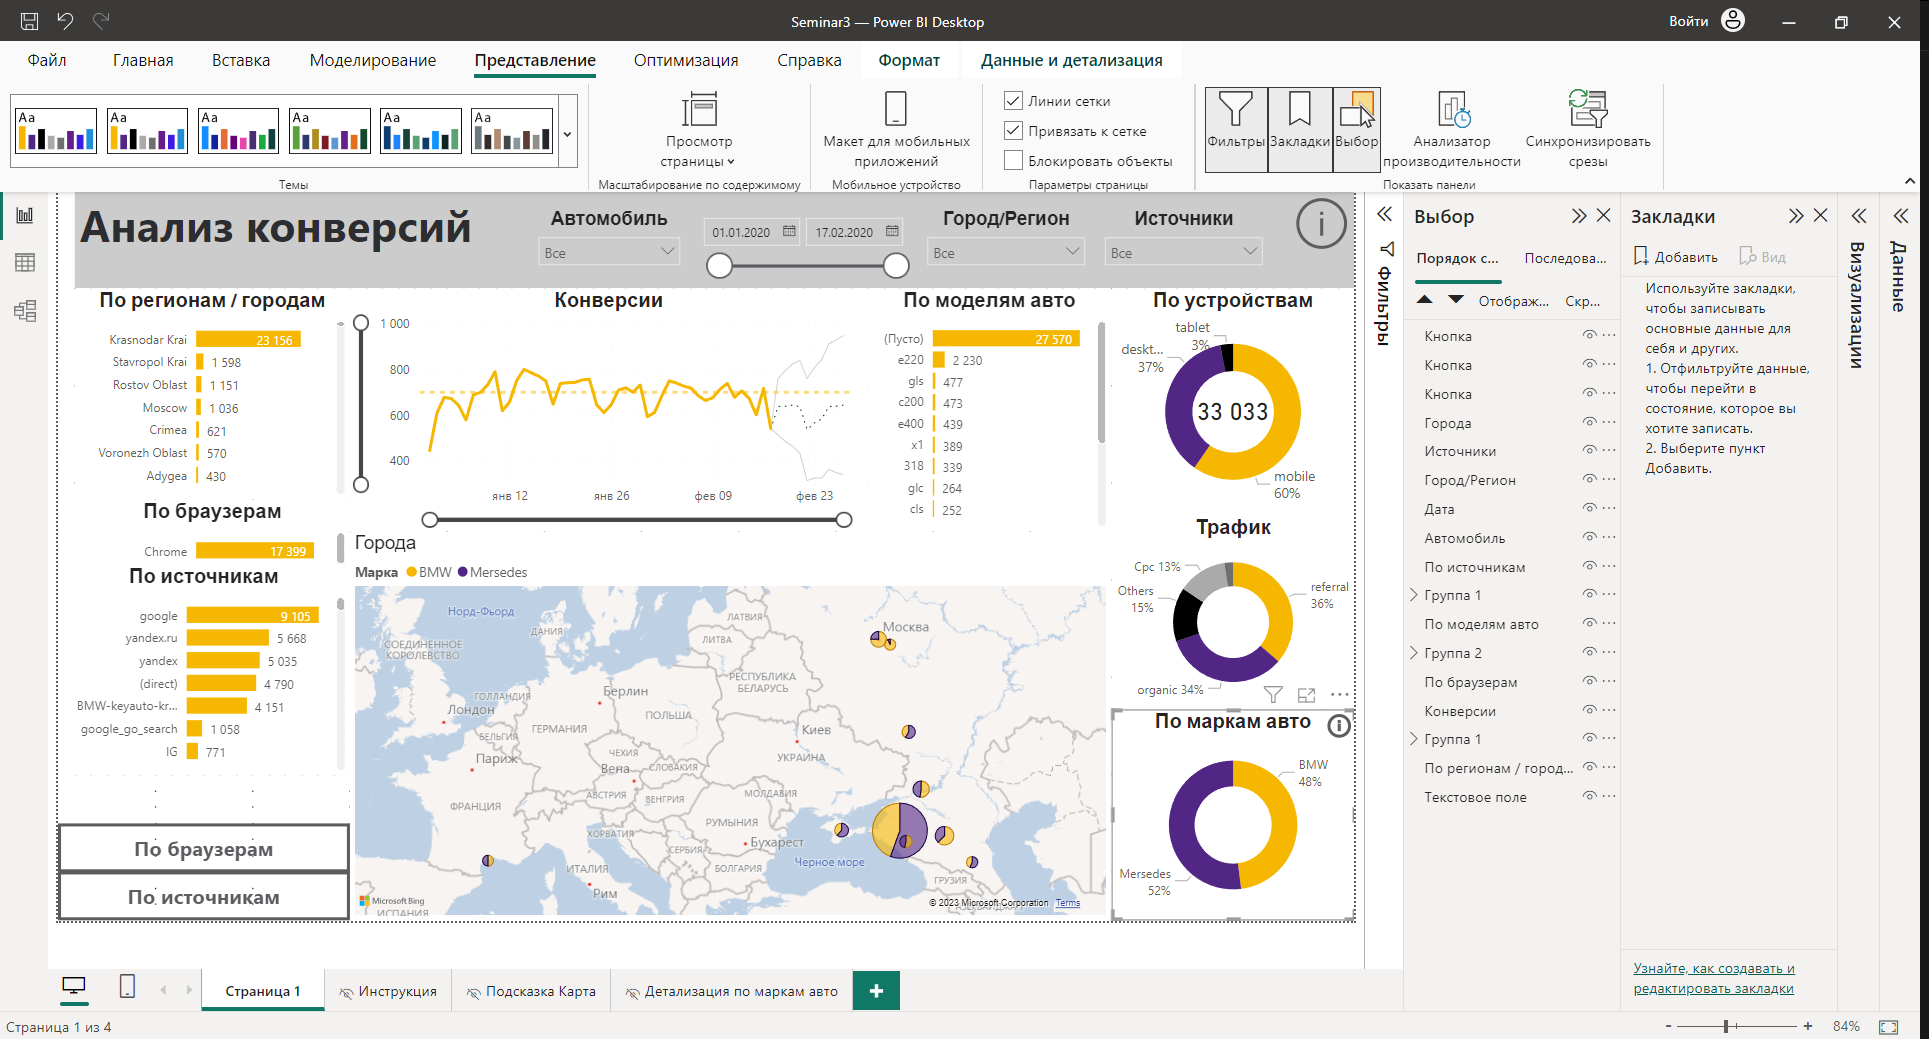 Seminar3 — Power BI Desktop
Войти
Файл
Главная
Вставка
Моделирование
Представление
Оптимизация
Справка
Формат
Данные и детализация
Aa
Aa
Aa
Aa
Aa
Aa
Темы
Просмотр
страницы
Масштабирование по содержимому
Макет для мобильных
приложений
Мобильное устройство
Линии сетки
Привязать к сетке
Блокировать объекты
Параметры страницы
Фильтры
Закладки
Выбор
Анализатор
производительности
Синхронизировать
срезы
Показать панели
Анализ конверсий
Автомобиль
Все
01.01.2020
17.02.2020
Город/Регион
Все
Источники
Все
По регионам / городам
Krasnodar Krai
23 156
Stavropol Krai
1 598
Rostov Oblast
1 151
Moscow
1 036
Crimea
621
Voronezh Oblast
570
Adygea
430
Конверсии
1 000
800
600
400
янв 12
янв 26
фев 09
фев 23
По моделям авто
(Пусто)
27 570
e220
2 230
gls
477
c200
473
e400
439
x1
389
318
339
glc
264
cls
252
По устройствам
tablet
3%
deskt...
37%
33 033
mobile
60%
По браузерам
Chrome
17 399
По источникам
google
9 105
yandex.ru
5 668
yandex
5 035
(direct)
4 790
BMW-keyauto-kr...
4 151
google_go_search
1 058
IG
771
По браузерам
По источникам
Города
Марка
BMW
Mersedes
Норд-Фьорд
ДАНИЯ
ЛАТВИЯ
ЛИТВА
Москва
СОЕДИНЕННОЕ
КОРОЛЕВСТВО
РЕСПУБЛИКА
БЕЛАРУСЬ
ГОЛЛАНДИЯ
Берлин
Лондон
ГЕРМАНИЯ
ПОЛЬША
БЕЛЬГИЯ
Киев
Париж
ЧЕХИЯ
УКРАИНА
Вена
СЛОВАКИЯ
АВСТРИЯ
ВЕНГРИЯ
МОЛДАВИЯ
ФРАНЦИЯ
РУМЫНИЯ
ХОРВАТИЯ
СЕРБИЯ
Бухарест
Черное море
ИТАЛИЯ
БОЛГАРИЯ
ГРУЗИЯ
Рим
Microsoft Bing
ИСПАНИЯ
© 2023 Microsoft Corporation
Terms
Трафик
Cpc 13%
Others
15%
referral
36%
organic 34%
По маркам авто
BMW
48%
Mersedes
52%
Фильтры
Выбор
Порядок с...
Последова...
Отображ...
Скр...
Кнопка
Кнопка
Кнопка
Города
Источники
Город/Регион
Дата
Автомобиль
По источникам
Группа 1
По моделям авто
Группа 2
По браузерам
Конверсии
Группа 1
По регионам / город...
Текстовое поле
Закладки
Добавить
Вид
Используйте закладки,
чтобы записывать
основные данные для
себя и других.
1. Отфильтруйте данные,
чтобы перейти в
состояние, которое вы
хотите записать.
2. Выберите пункт
Добавить.
Узнайте, как создавать и
редактировать закладки
Визуализации
Данные
Страница 1
Инструкция
Подсказка Карта
Детализация по маркам авто
Страница 1 из 4
- +
84%